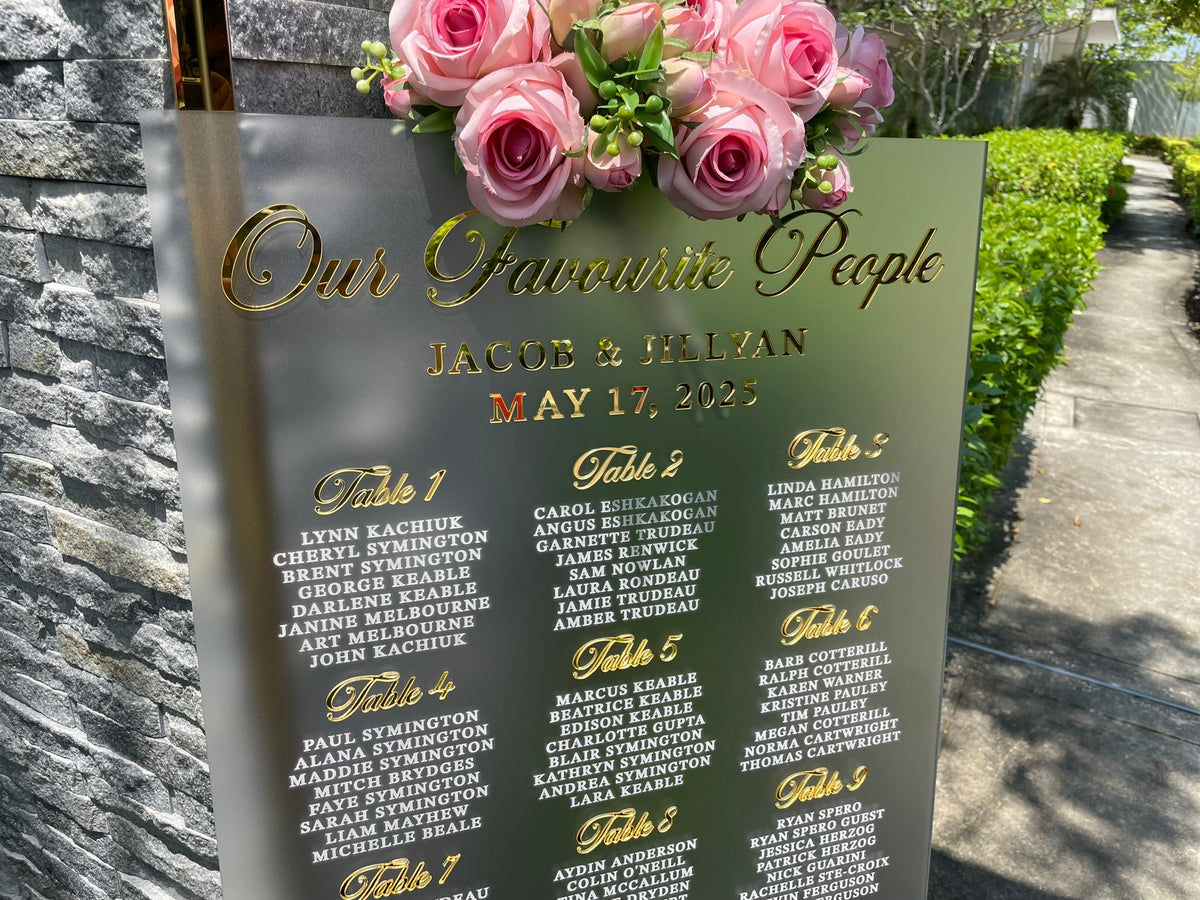 Our Favourite People
JACOB & JILLYAN
MAY 17, 2025
Table 1
LYNN KACHIUK
CHERYL SYMINGTON
BRENT SYMINGTON
GEORGE KEABLE
DARLENE KEABLE
JANINE MELBOURNE
ART MELBOURNE
JOHN KACHIUK
Table 2
CAROL ESHKAKOGAN
ANGUS ESHKAKOGAN
GARNETTE TRUDEAU
JAMES RENWICK
SAM NOWLAN
LAURA RONDEAU
JAMIE TRUDEAU
AMBER TRUDEAU
Table 3
LINDA HAMILTON
MARC HAMILTON
MATT BRUNET
CARSON EADY
AMELIA EADY
SOPHIE GOULET
RUSSELL WHITLOCK
JOSEPH CARUSO
Table 4
PAUL SYMINGTON
ALANA SYMINGTON
MADDIE SYMINGTON
MITCH BRYDGES
FAYE SYMINGTON
SARAH SYMINGTON
LIAM MAYHEW
MICHELLE BEALE
Table 5
MARCUS KEABLE
BEATRICE KEABLE
EDISON KEABLE
CHARLOTTE GUPTA
BLAIR SYMINGTON
KATHRYN SYMINGTON
ANDREA SYMINGTON
LARA KEABLE
Table 6
BARB COTTERILL
RALPH COTTERILL
KAREN WARNER
KRISTINE PAULEY
TIM PAULEY
MEGAN COTTERILL
NORMA CARTWRIGHT
THOMAS CARTWRIGHT
Table 7
Table 8
AYDIN ANDERSON
COLIN O'NEILL
TINA MCCALLUM
DRYDEN
Table 9
RYAN SPERO
RYAN SPERO GUEST
JESSICA HERZOG
PATRICK HERZOG
NICK GUARINI
RACHELLE STE-CROIX
FERGUSON
FERGUSON